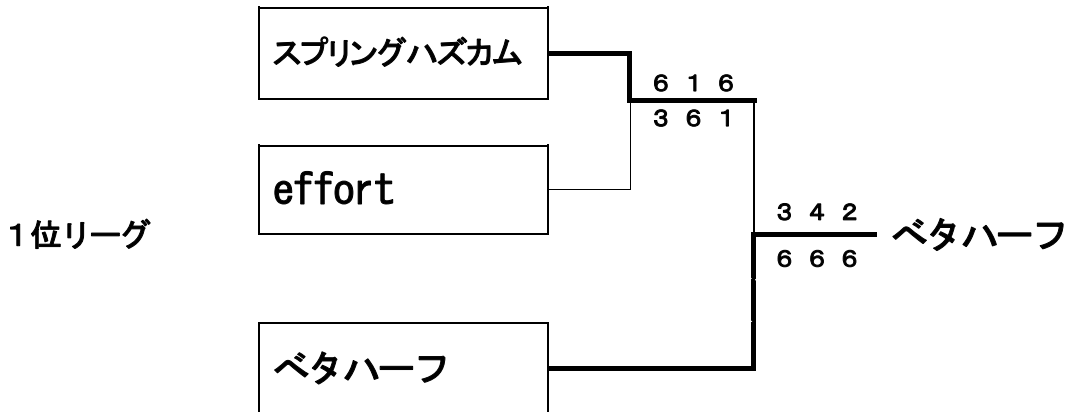 スプリングハズカム
６ １ ６
３ ６ １
effort
１位リーグ
３ ４ ２
ベタハーフ
６ ６ ６
ベタハーフ